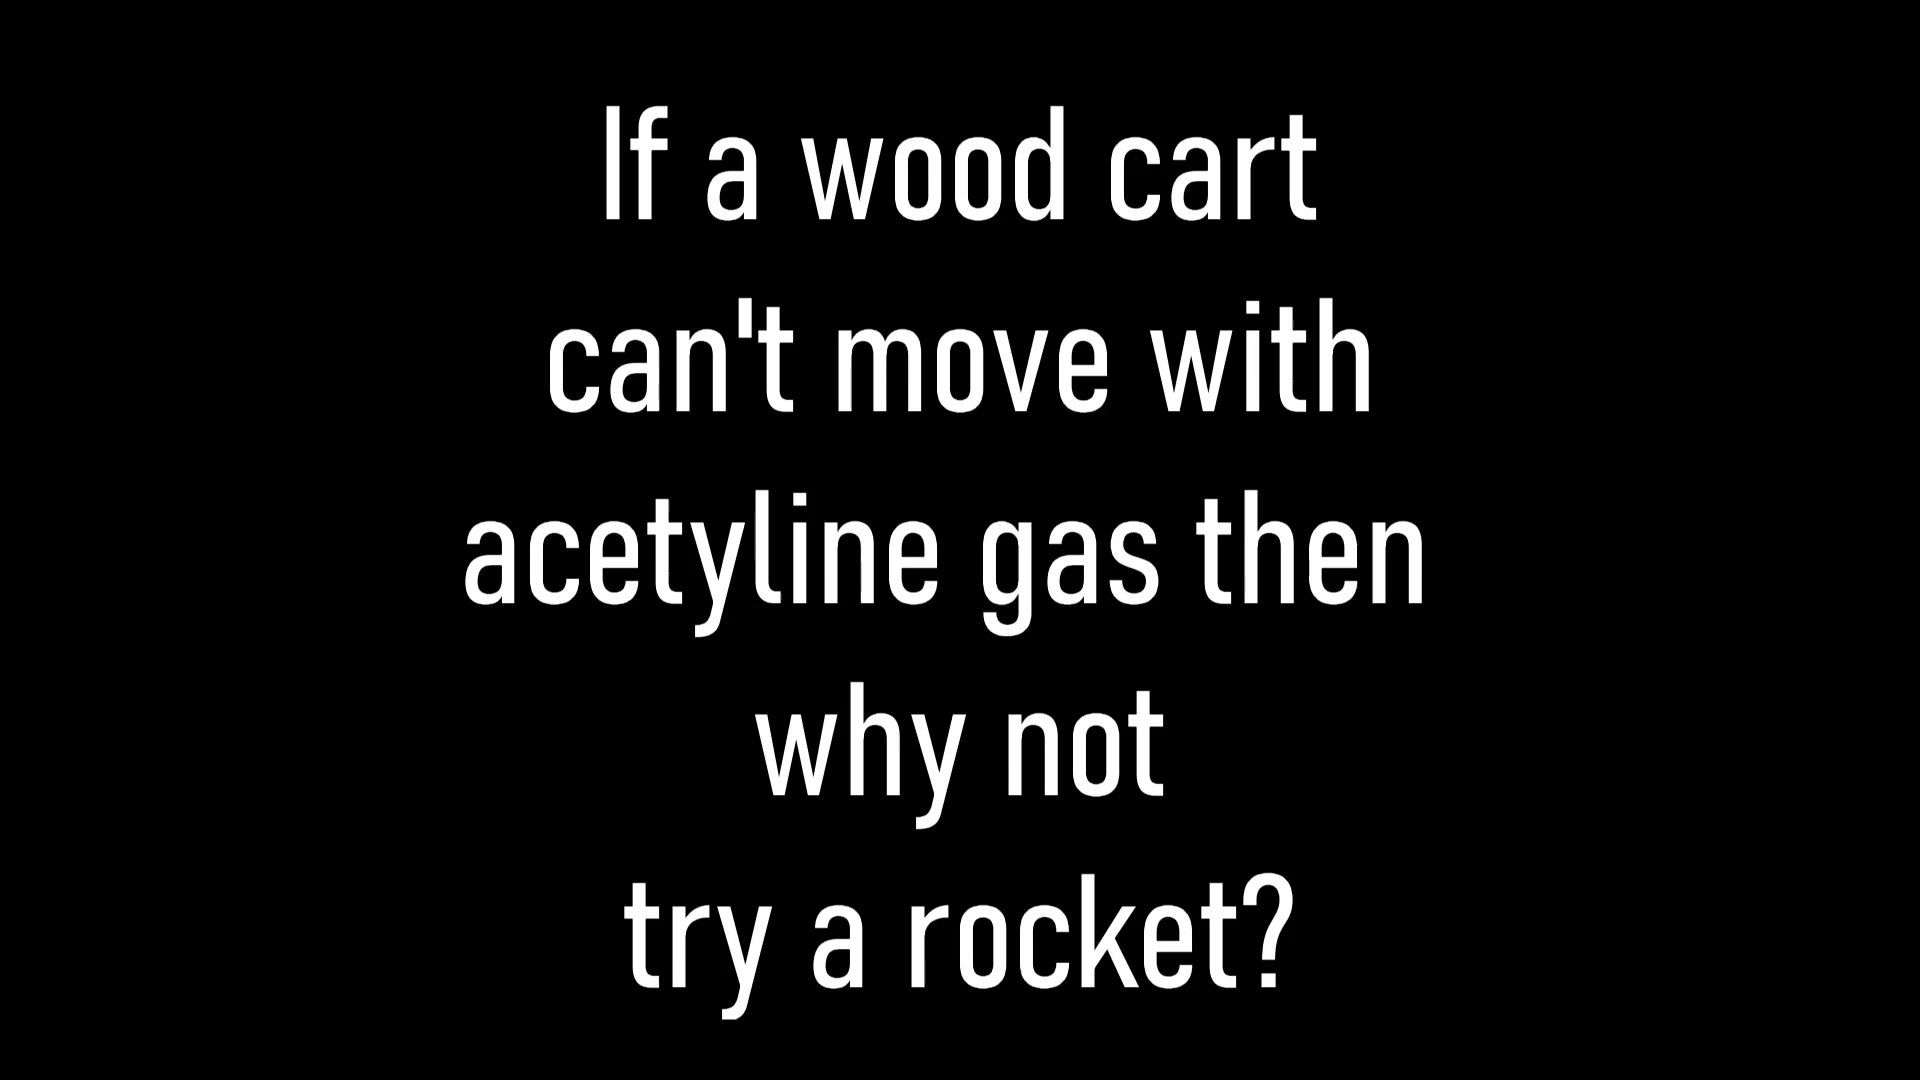 If a wood cart
can't move with
acetyline gas then
why not
try a rocket?